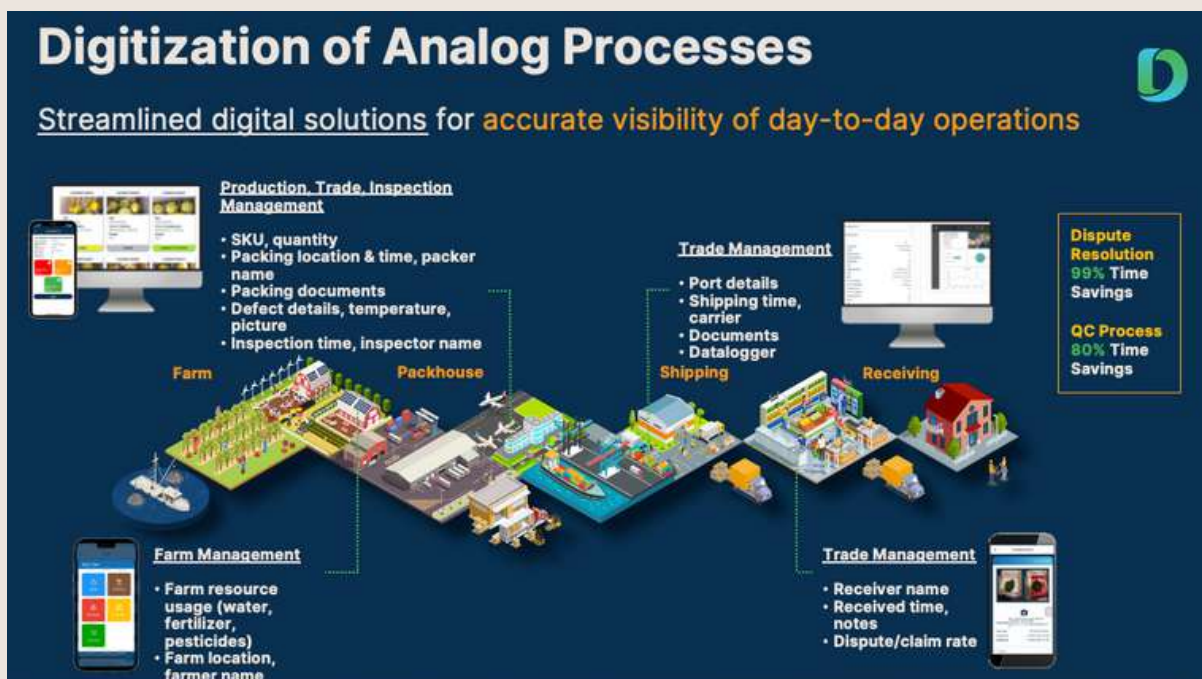 Digitization of Analog Processes
Streamlined digital solutions for accurate visibility of day-to-day operations
Production, Trade, Inspection
Management
• SKU, quantity
• Packing location & time, packer
name
• Packing documents
• Defect details, temperature,
picture
• Inspection time, inspector name
Trade Management
• Port details
• Shipping time,
carrier
• Documents
• Datalogger
Dispute
Resolution
99% Time
Savings
QC Process
80% Time
Savings
Farm
Packhouse
Shipping
Receiving
Farm Management
• Farm resource
usage (water,
fertilizer,
pesticides)
• Farm location,
farmer name
Trade Management
• Receiver name
• Received time,
notes
• Dispute/claim rate